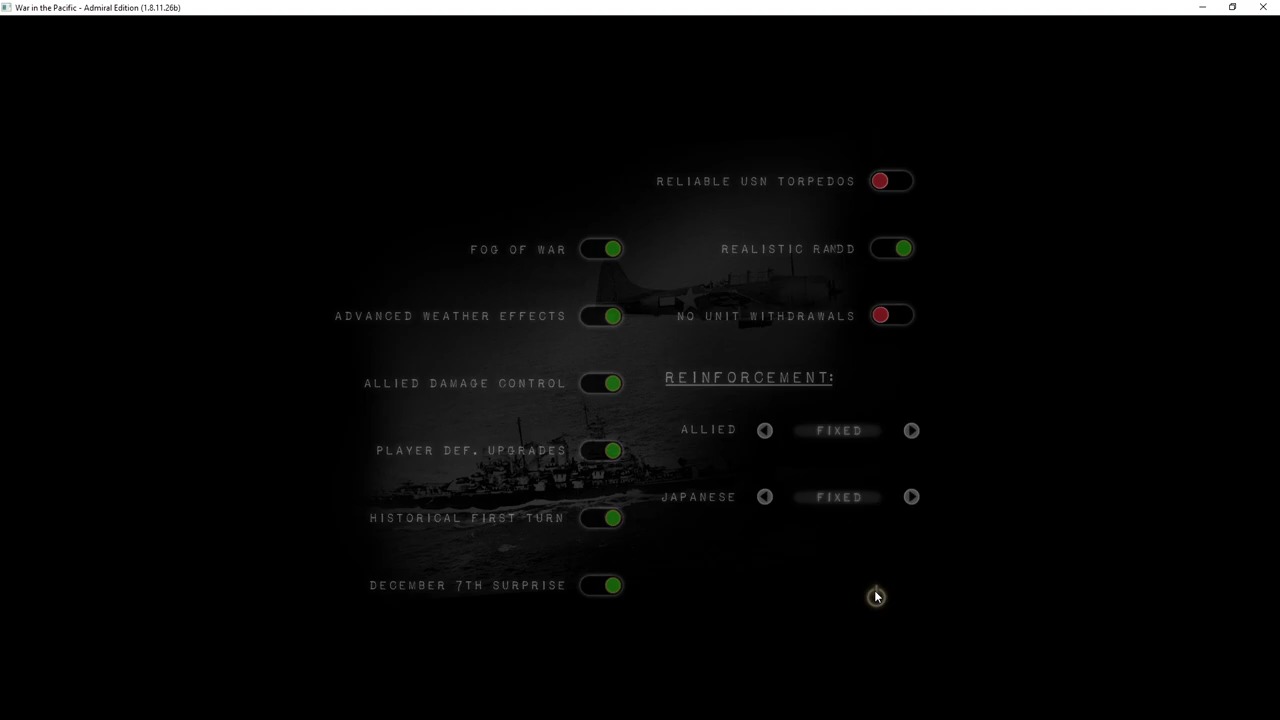 War in the Pacific - Admiral Edition (1.8.11.26b)
RELIABLE USN TORPEDOS
FOG OF WAR
REALISTIC RANDD
ADVANCED WEATHER EFFECTS
NO UNIT WITHDRAWALS
ALLIED DAMAGE CONTROL
REINFORCEMENT:
ALLIED
FIXED
PLAYER DEF. UPGRADES
JAPANESE
FIXED
HISTORICAL FIRST TURN
DECEMBER 7TH SURPRISE